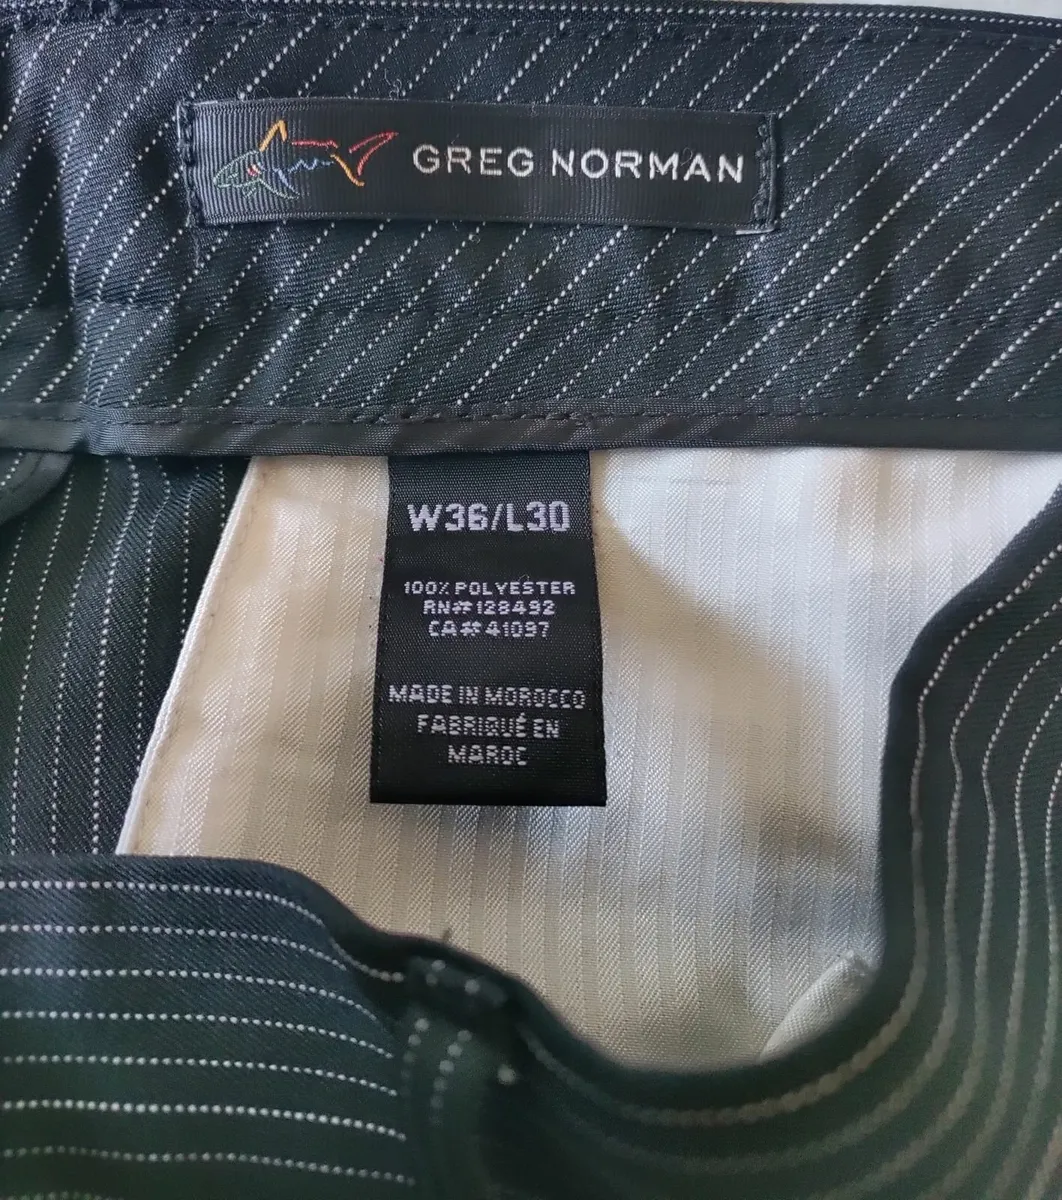 GREG NORMAN
W36/L30
100% POLYESTER
RN#128492
CA#41097
MADE IN MOROCCO
FABRIQUÉ EN
MAROC